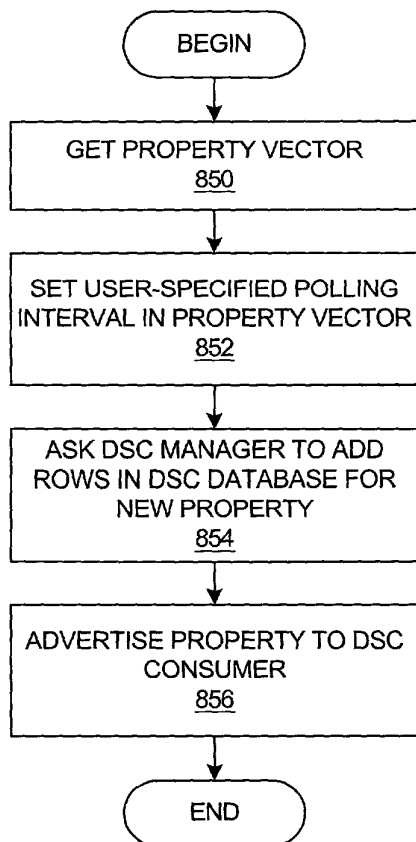 BEGIN
GET PROPERTY VECTOR
850
SET USER-SPECIFIED POLLING
INTERVAL IN PROPERTY VECTOR
852
ASK DSC MANAGER TO ADD
ROWS IN DSC DATABASE FOR
NEW PROPERTY
854
ADVERTISE PROPERTY TO DSC
CONSUMER
856
END